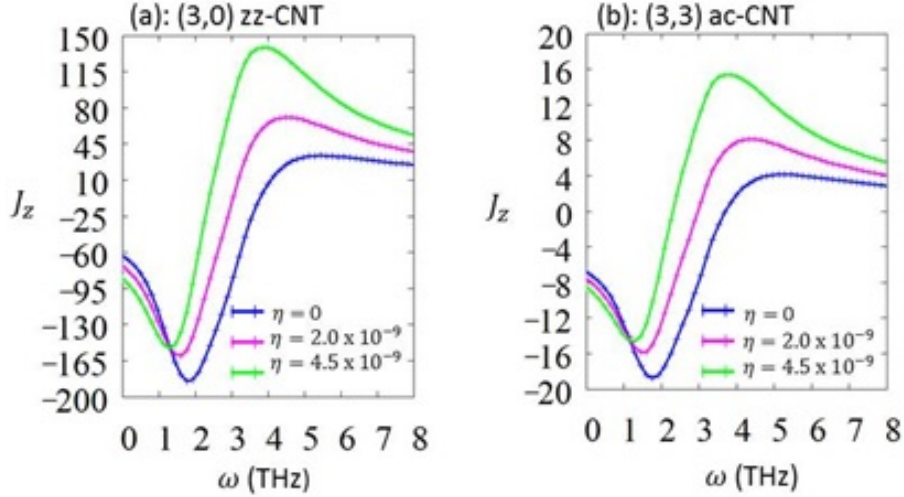 (a): (3,0) zz-CNT
150
115
80
45
10
−25
−60
−95
−130
−165
−200
J_z
η = 0
η = 2.0 x 10⁻⁹
η = 4.5 x 10⁻⁹
0 1 2 3 4 5 6 7 8
ω (THz)
(b): (3,3) ac-CNT
20
16
12
8
4
0
−4
−8
−12
−16
−20
J_z
η = 0
η = 2.0 x 10⁻⁹
η = 4.5 x 10⁻⁹
0 1 2 3 4 5 6 7 8
ω (THz)